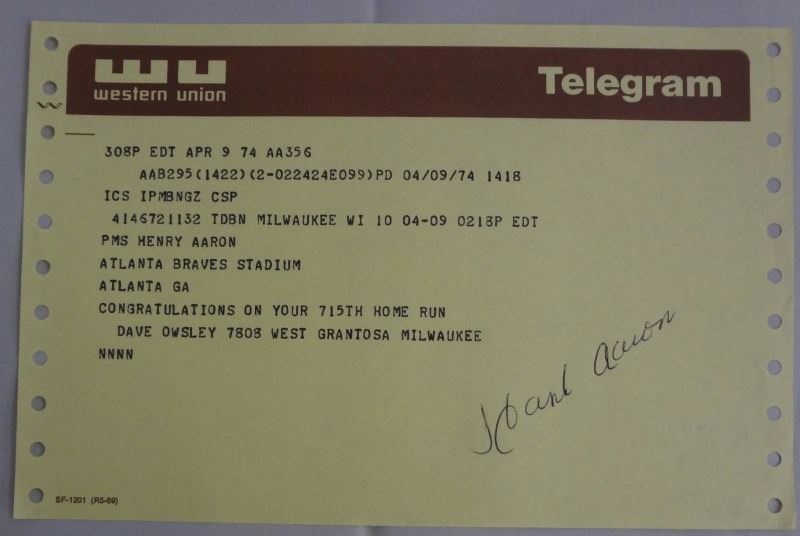 western union
Telegram
308P EDT APR 9 74 AA356
AAB295(1422)(2-022424E099)PD 04/09/74 1418
ICS IPMBNGZ CSP
4146721132 TDBN MILWAUKEE WI 10 04-09 0218P EDT
PMS HENRY AARON
ATLANTA BRAVES STADIUM
ATLANTA GA
CONGRATULATIONS ON YOUR 715TH HOME RUN
DAVE OWSLEY 7808 WEST GRANTOSA MILWAUKEE
NNNN
Hank Aaron
SF-1201 (R5-69)